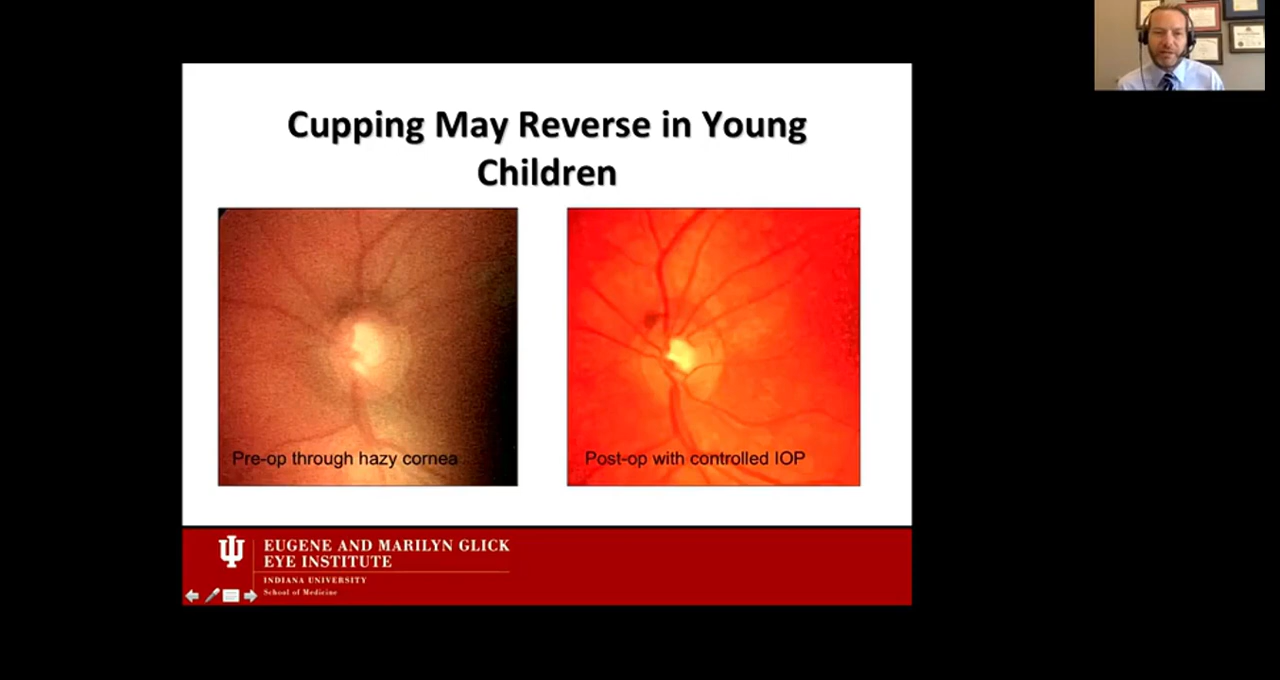 Cupping May Reverse in Young
Children
Pre-op through hazy cornea
Post-op with controlled IOP
EUGENE AND MARILYN GLICK
EYE INSTITUTE
INDIANA UNIVERSITY
School of Medicine